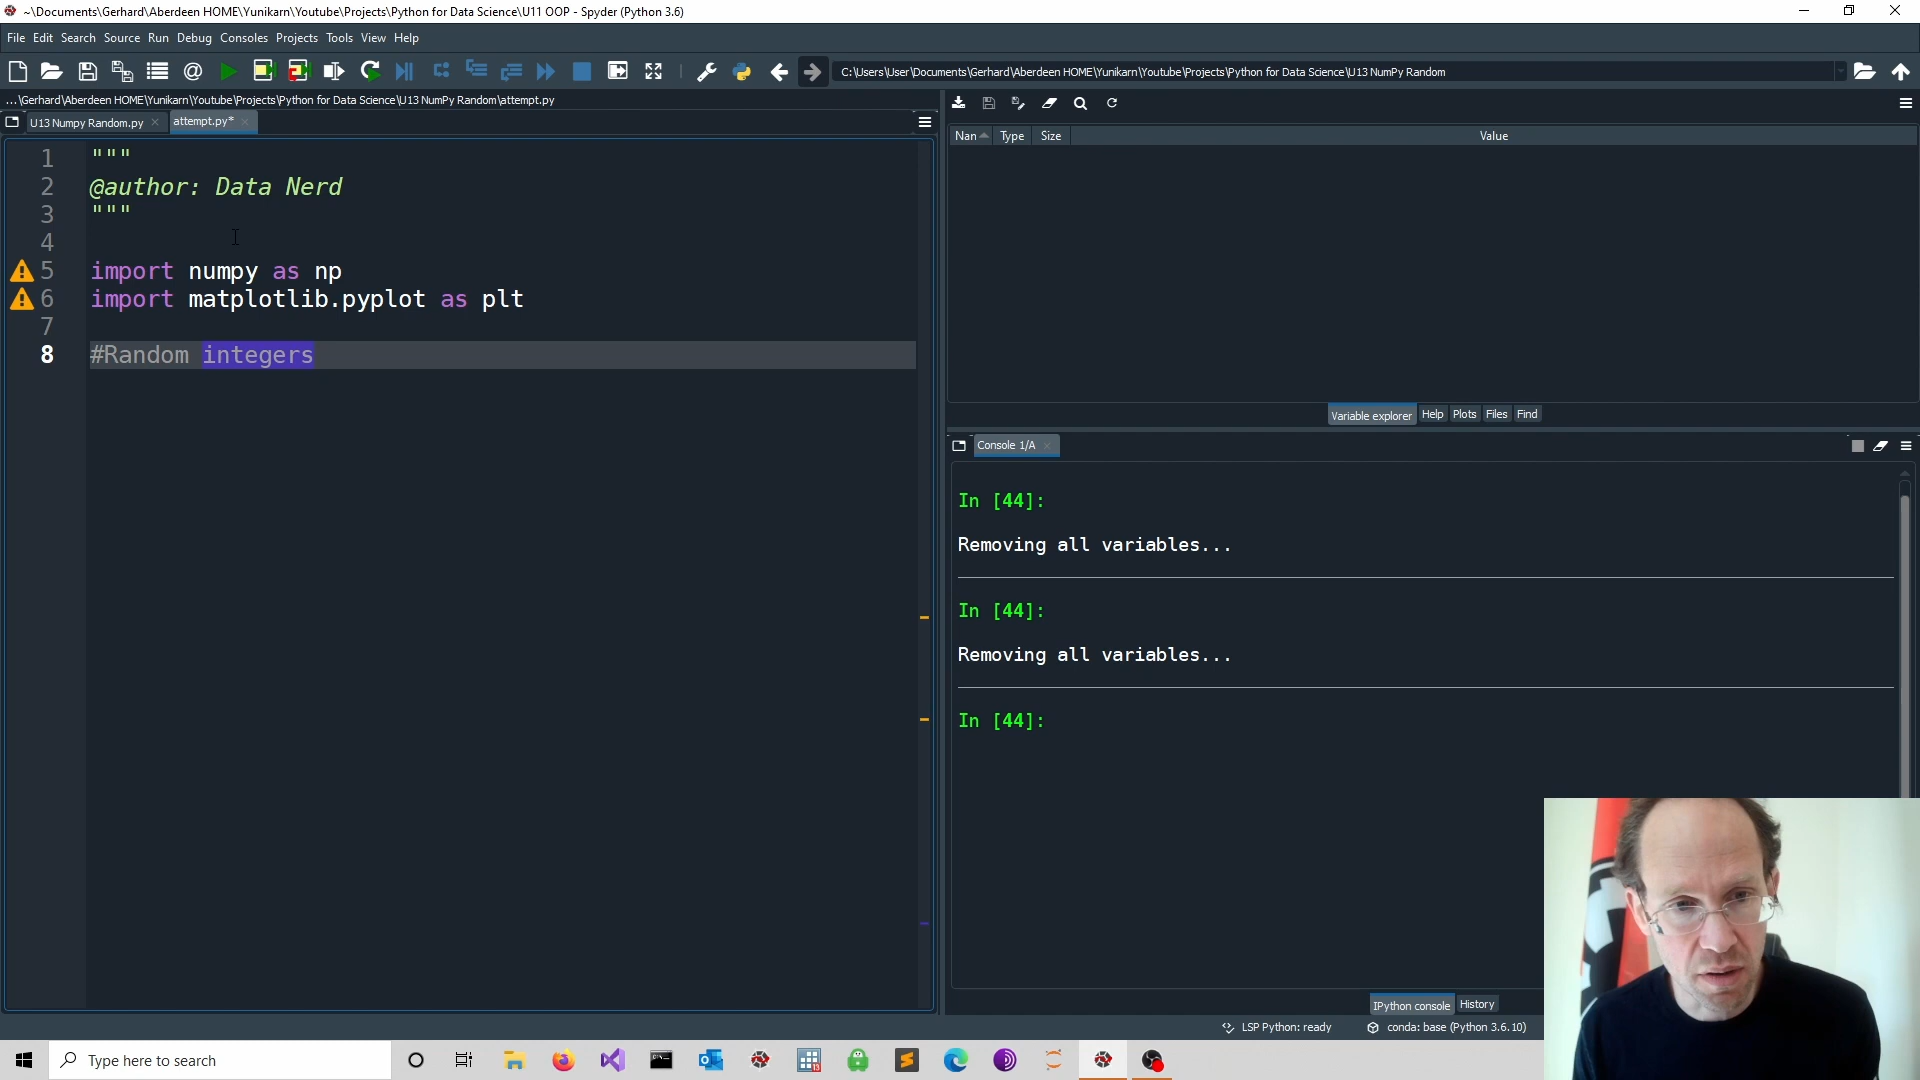 ~\Documents\Gerhard\Aberdeen HOME\Yunikarn\Youtube\Projects\Python for Data Science\U11 OOP - Spyder (Python 3.6)
File Edit Search Source Run Debug Consoles Projects Tools View Help
C:\Users\User\Documents\Gerhard\Aberdeen HOME\Yunikarn\Youtube\Projects\Python for Data Science\U13 NumPy Random
...\Gerhard\Aberdeen HOME\Yunikarn\Youtube\Projects\Python for Data Science\U13 NumPy Random\attempt.py
U13 Numpy Random.py attempt.py*
1 """
2 @author: Data Nerd
3 """
4
5 import numpy as np
6 import matplotlib.pyplot as plt
7
8 #Random integers
Nan Type Size Value
Variable explorer Help Plots Files Find
Console 1/A
In [44]:
Removing all variables...
In [44]:
Removing all variables...
In [44]:
IPython console History
LSP Python: ready conda: base (Python 3.6.10)
Type here to search